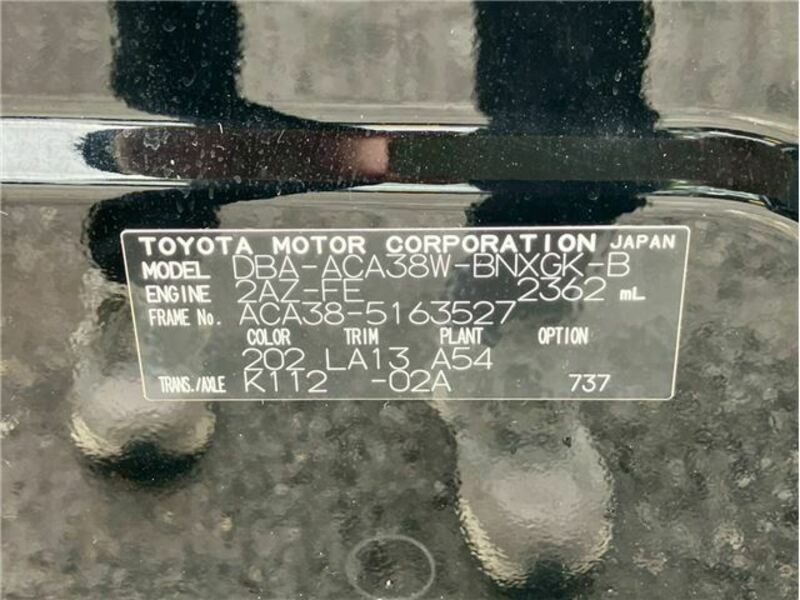 TOYOTA MOTOR CORPORATION JAPAN
MODEL DBA-ACA38W-BNXGK-B
ENGINE 2AZ-FE 2362 mL
FRAME No. ACA38-5163527
COLOR TRIM PLANT OPTION
202 LA13 A54
TRANS./AXLE K112 -02A 737